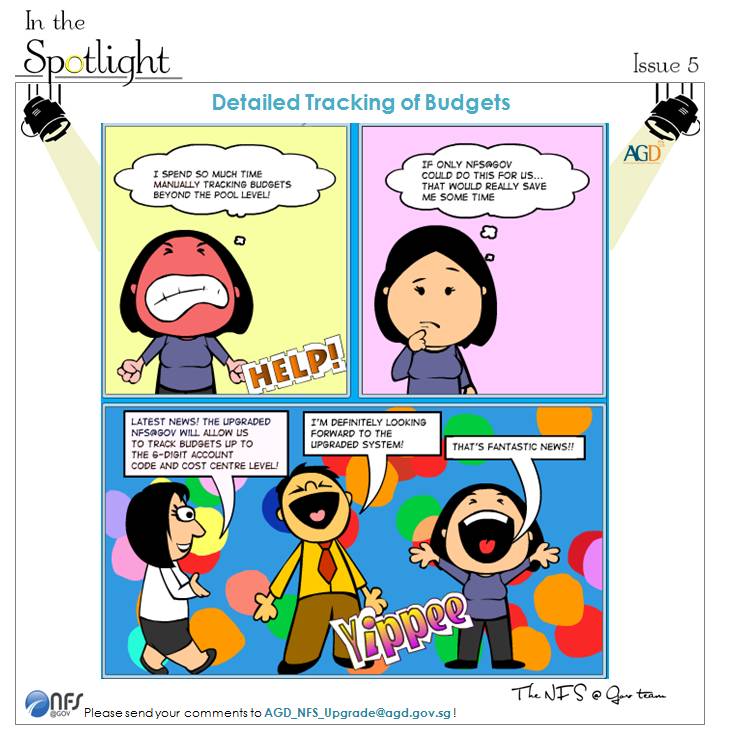 In the
Spotlight
Issue 5
Detailed Tracking of Budgets
AGD
I SPEND SO MUCH TIME
MANUALLY TRACKING BUDGETS
BEYOND THE POOL LEVEL!
HELP!
IF ONLY NFS@GOV
COULD DO THIS FOR US...
THAT WOULD REALLY SAVE
ME SOME TIME
LATEST NEWS! THE UPGRADED
NFS@GOV WILL ALLOW US
TO TRACK BUDGETS UP TO
THE 6-DIGIT ACCOUNT
CODE AND COST CENTRE LEVEL!
I'M DEFINITELY LOOKING
FORWARD TO THE
UPGRADED SYSTEM!
THAT'S FANTASTIC NEWS!!
Yippee
The NFS @ Gov team
nfs
@GOV
Please send your comments to AGD_NFS_Upgrade@agd.gov.sg !